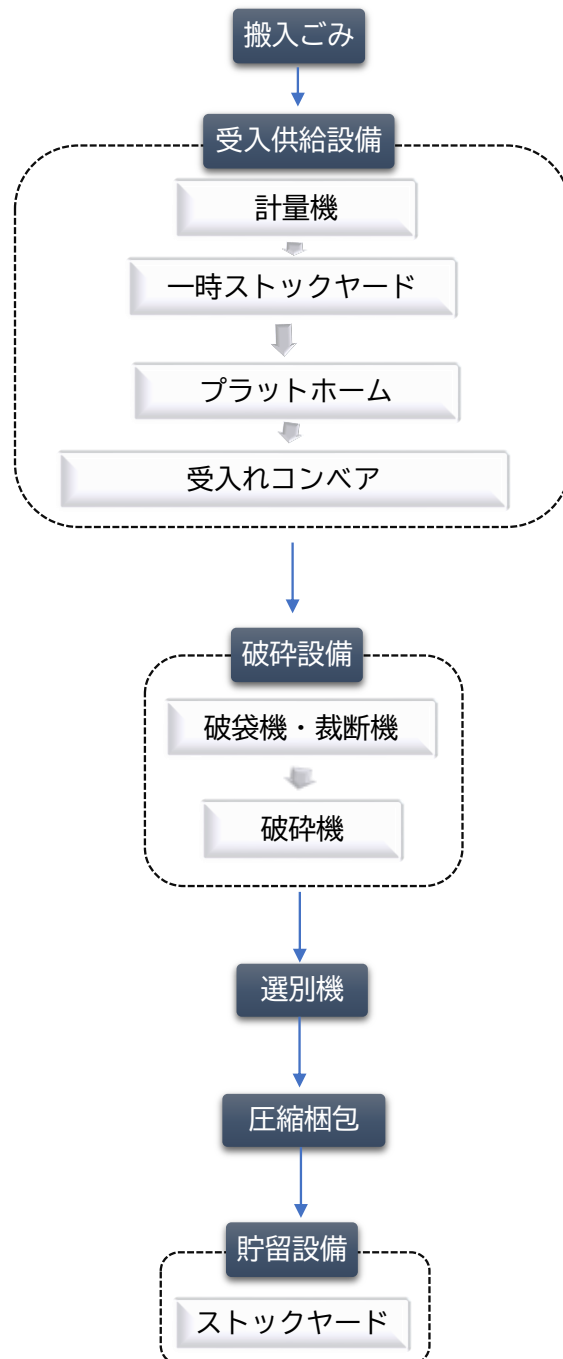 搬入ごみ
受入供給設備
計量機
一時ストックヤード
プラットホーム
受入れコンベア
破砕設備
破袋機・裁断機
破砕機
選別機
圧縮梱包
貯留設備
ストックヤード